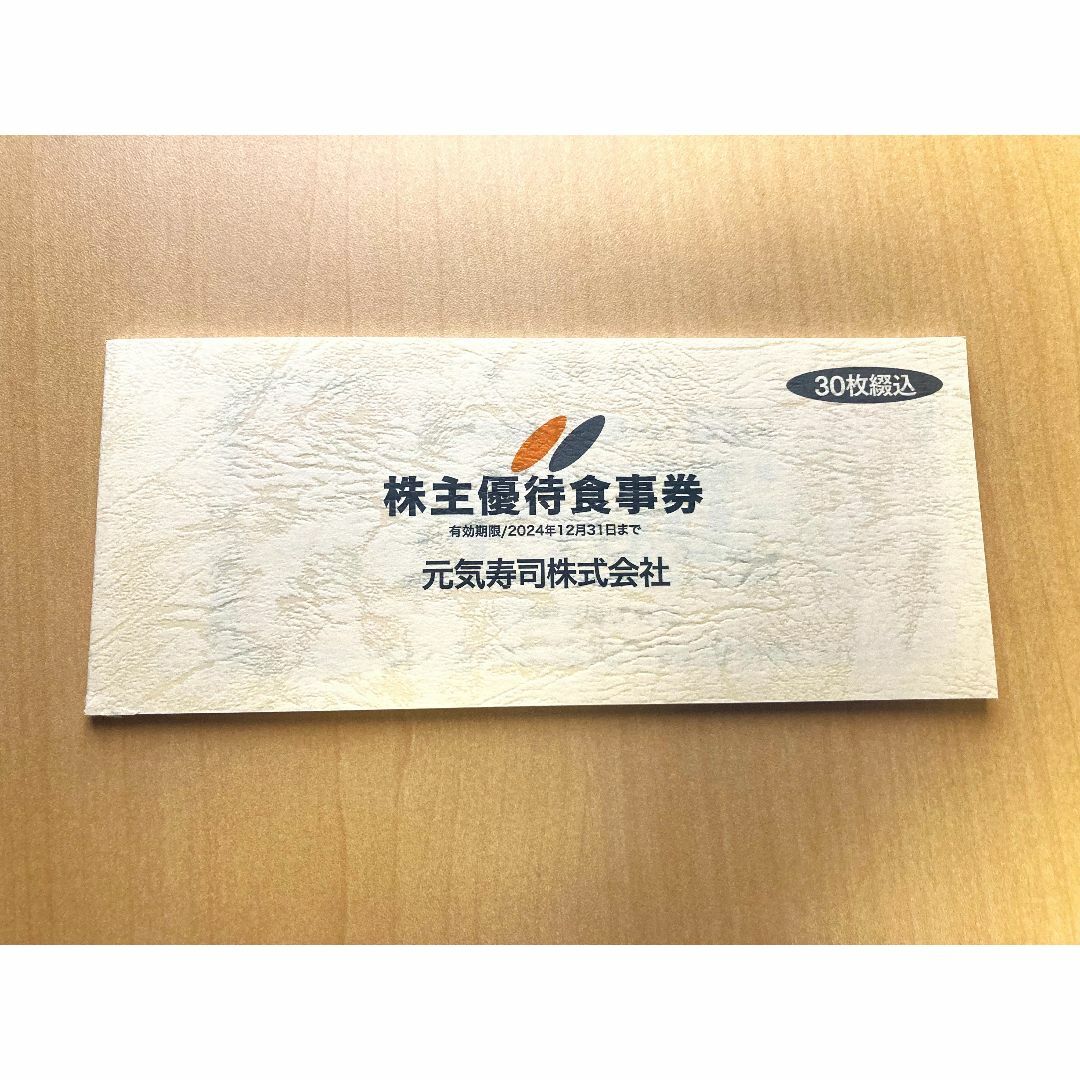 30枚綴込
株主優待食事券
有効期限/2024年12月31日まで
元気寿司株式会社